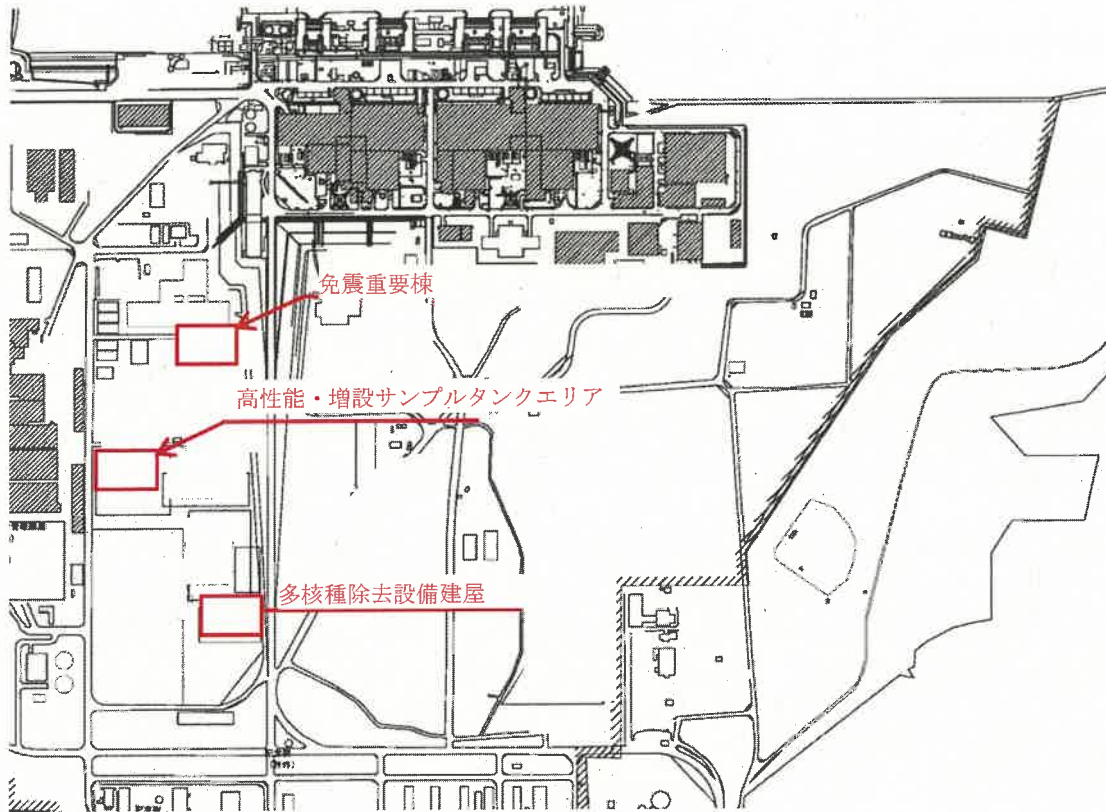 免震重要棟
高性能・増設サンプルタンクエリア
多核種除去設備建屋